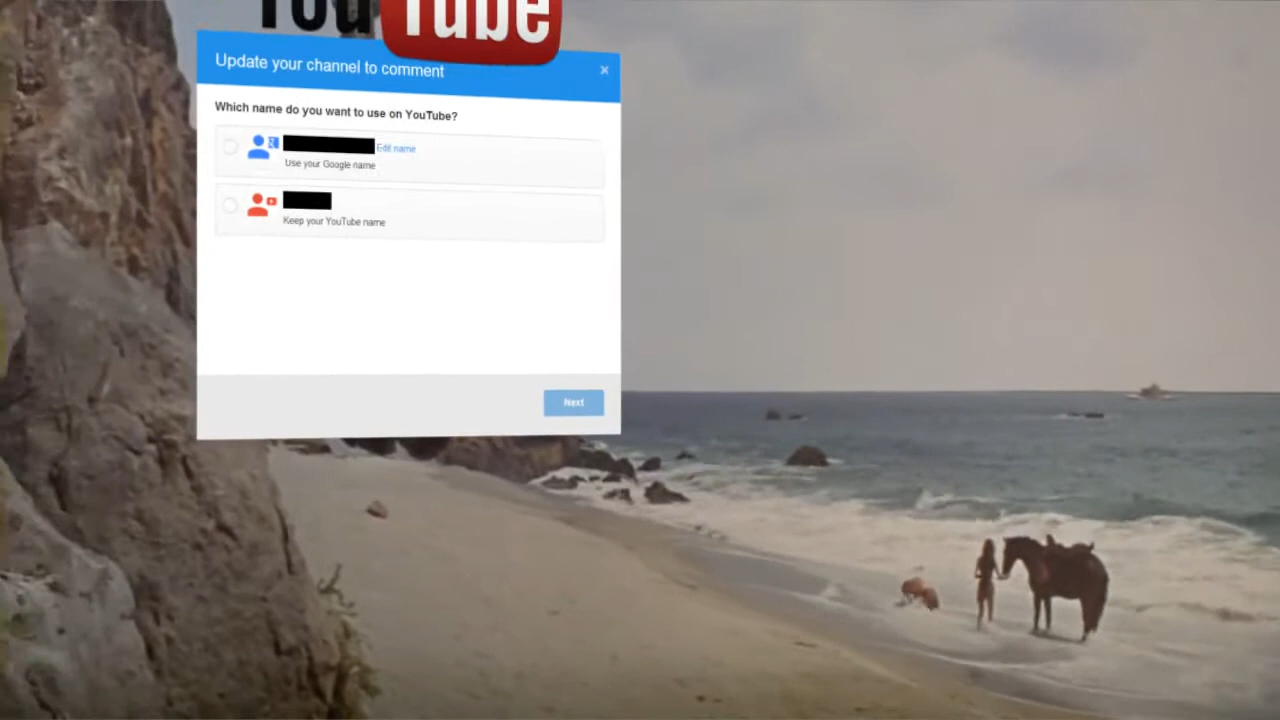 YouTube
Update your channel to comment
×
Which name do you want to use on YouTube?
Edit name
Use your Google name
Keep your YouTube name
Next